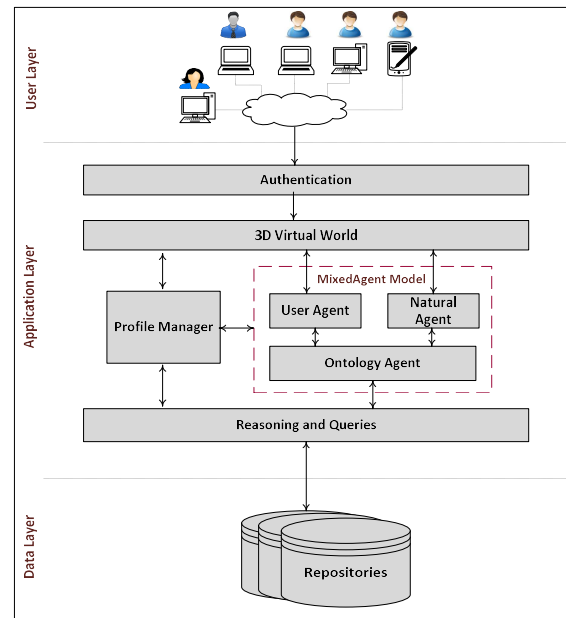 User Layer
Authentication
3D Virtual World
MixedAgent Model
Application Layer
Profile Manager
User Agent
Natural
Agent
Ontology Agent
Reasoning and Queries
Data Layer
Repositories